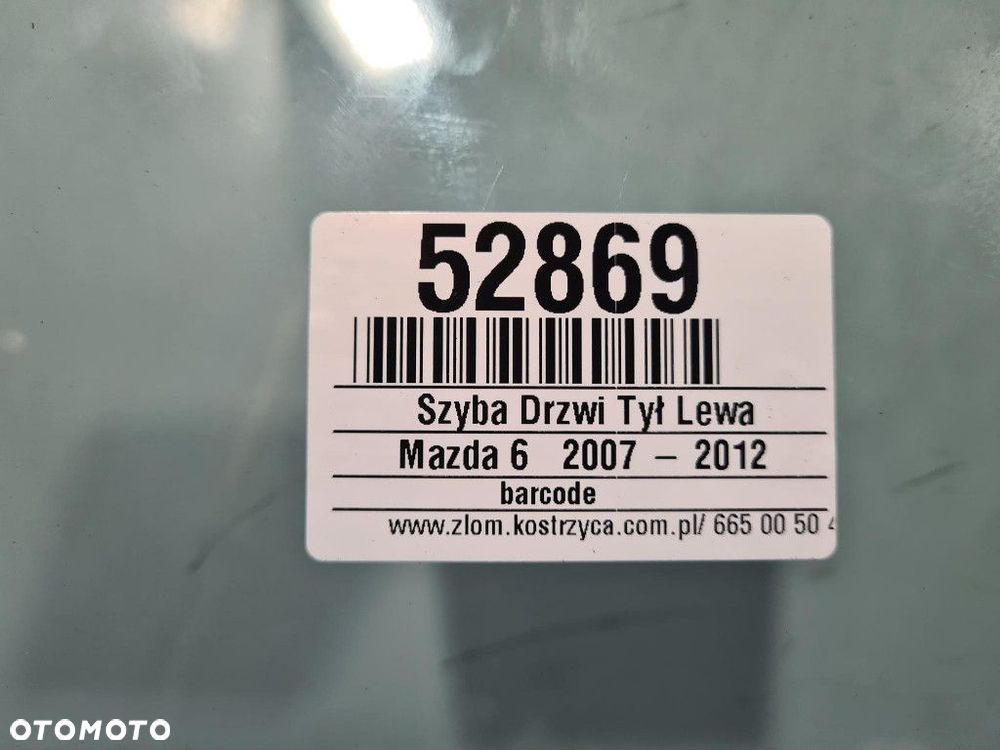 52869
Szyba Drzwi Tył Lewa
Mazda 6 2007 – 2012
barcode
www.zlom.kostrzyca.com.pl/ 665 00 50
OTOMOTO